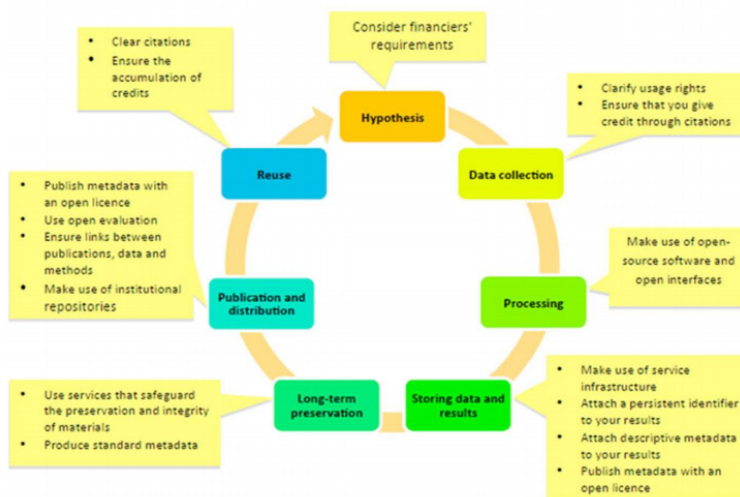 Consider financiers'
requirements
Hypothesis
• Clarify usage rights
• Ensure that you give
credit through citations
Data collection
Make use of open-
source software and
open interfaces
Processing
• Make use of service
infrastructure
• Attach a persistent identifier
to your results
• Attach descriptive metadata
to your results
• Publish metadata with an
open licence
Storing data and
results
• Use services that safeguard
the preservation and integrity
of materials
• Produce standard metadata
Long-term
preservation
• Publish metadata with
an open licence
• Use open evaluation
• Ensure links between
publications, data and
methods
• Make use of institutional
repositories
Publication and
distribution
• Clear citations
• Ensure the
accumulation of
credits
Reuse